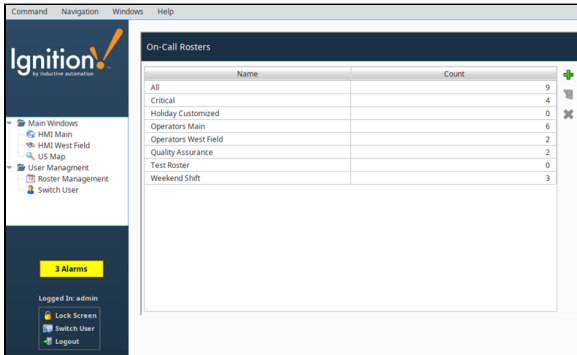 Command Navigation Windows Help
Ignition!
by inductive automation
Main Windows
HMI Main
HMI West Field
US Map
User Managment
Roster Management
Switch User
3 Alarms
Logged In: admin
Lock Screen
Switch User
Logout
On-Call Rosters
Name Count
All 9
Critical 4
Holiday Customized 0
Operators Main 6
Operators West Field 2
Quality Assurance 2
Test Roster 0
Weekend Shift 3